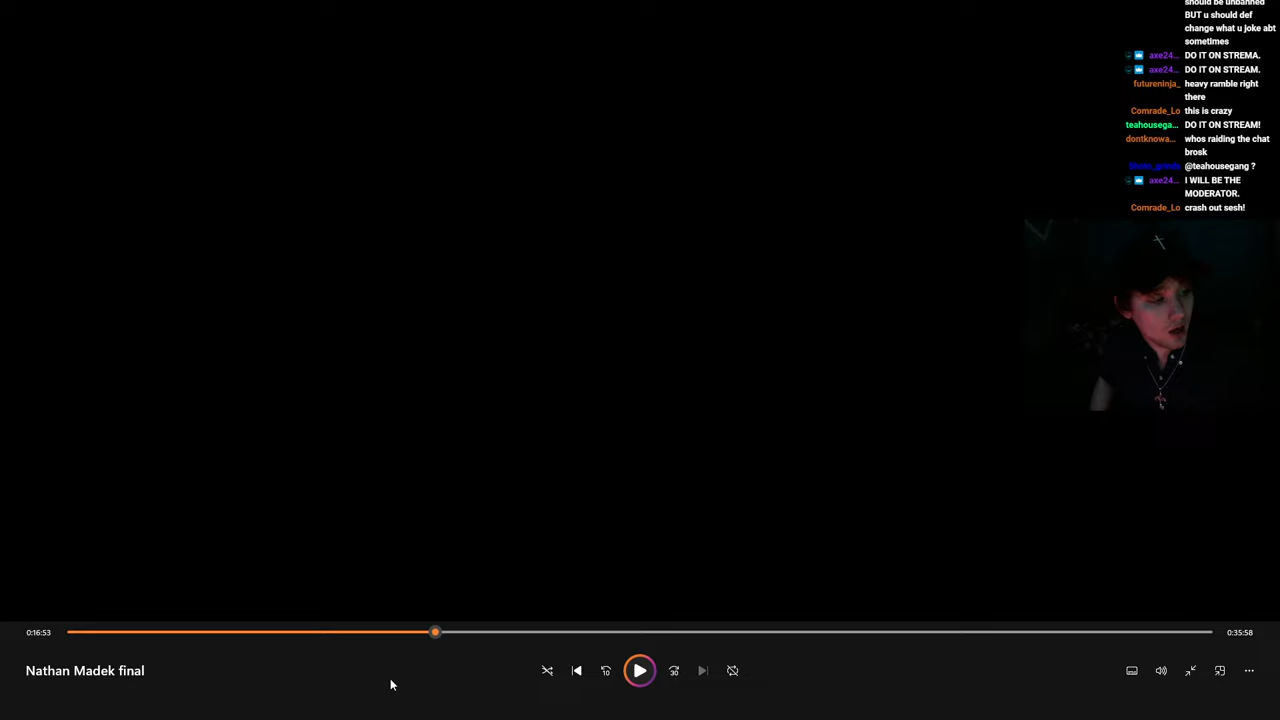 should be unbanned
BUT u should def
change what u joke abt
sometimes
axe24... DO IT ON STREMA.
axe24... DO IT ON STREAM.
futureninja_ heavy ramble right
there
Comrade_Lo this is crazy
teahousega... DO IT ON STREAM!
dontknowa... whos raiding the chat
brosk
@teahousegang ?
axe24... I WILL BE THE
MODERATOR.
Comrade_Lo crash out sesh!
0:16:53
0:35:58
Nathan Madek final
10
30